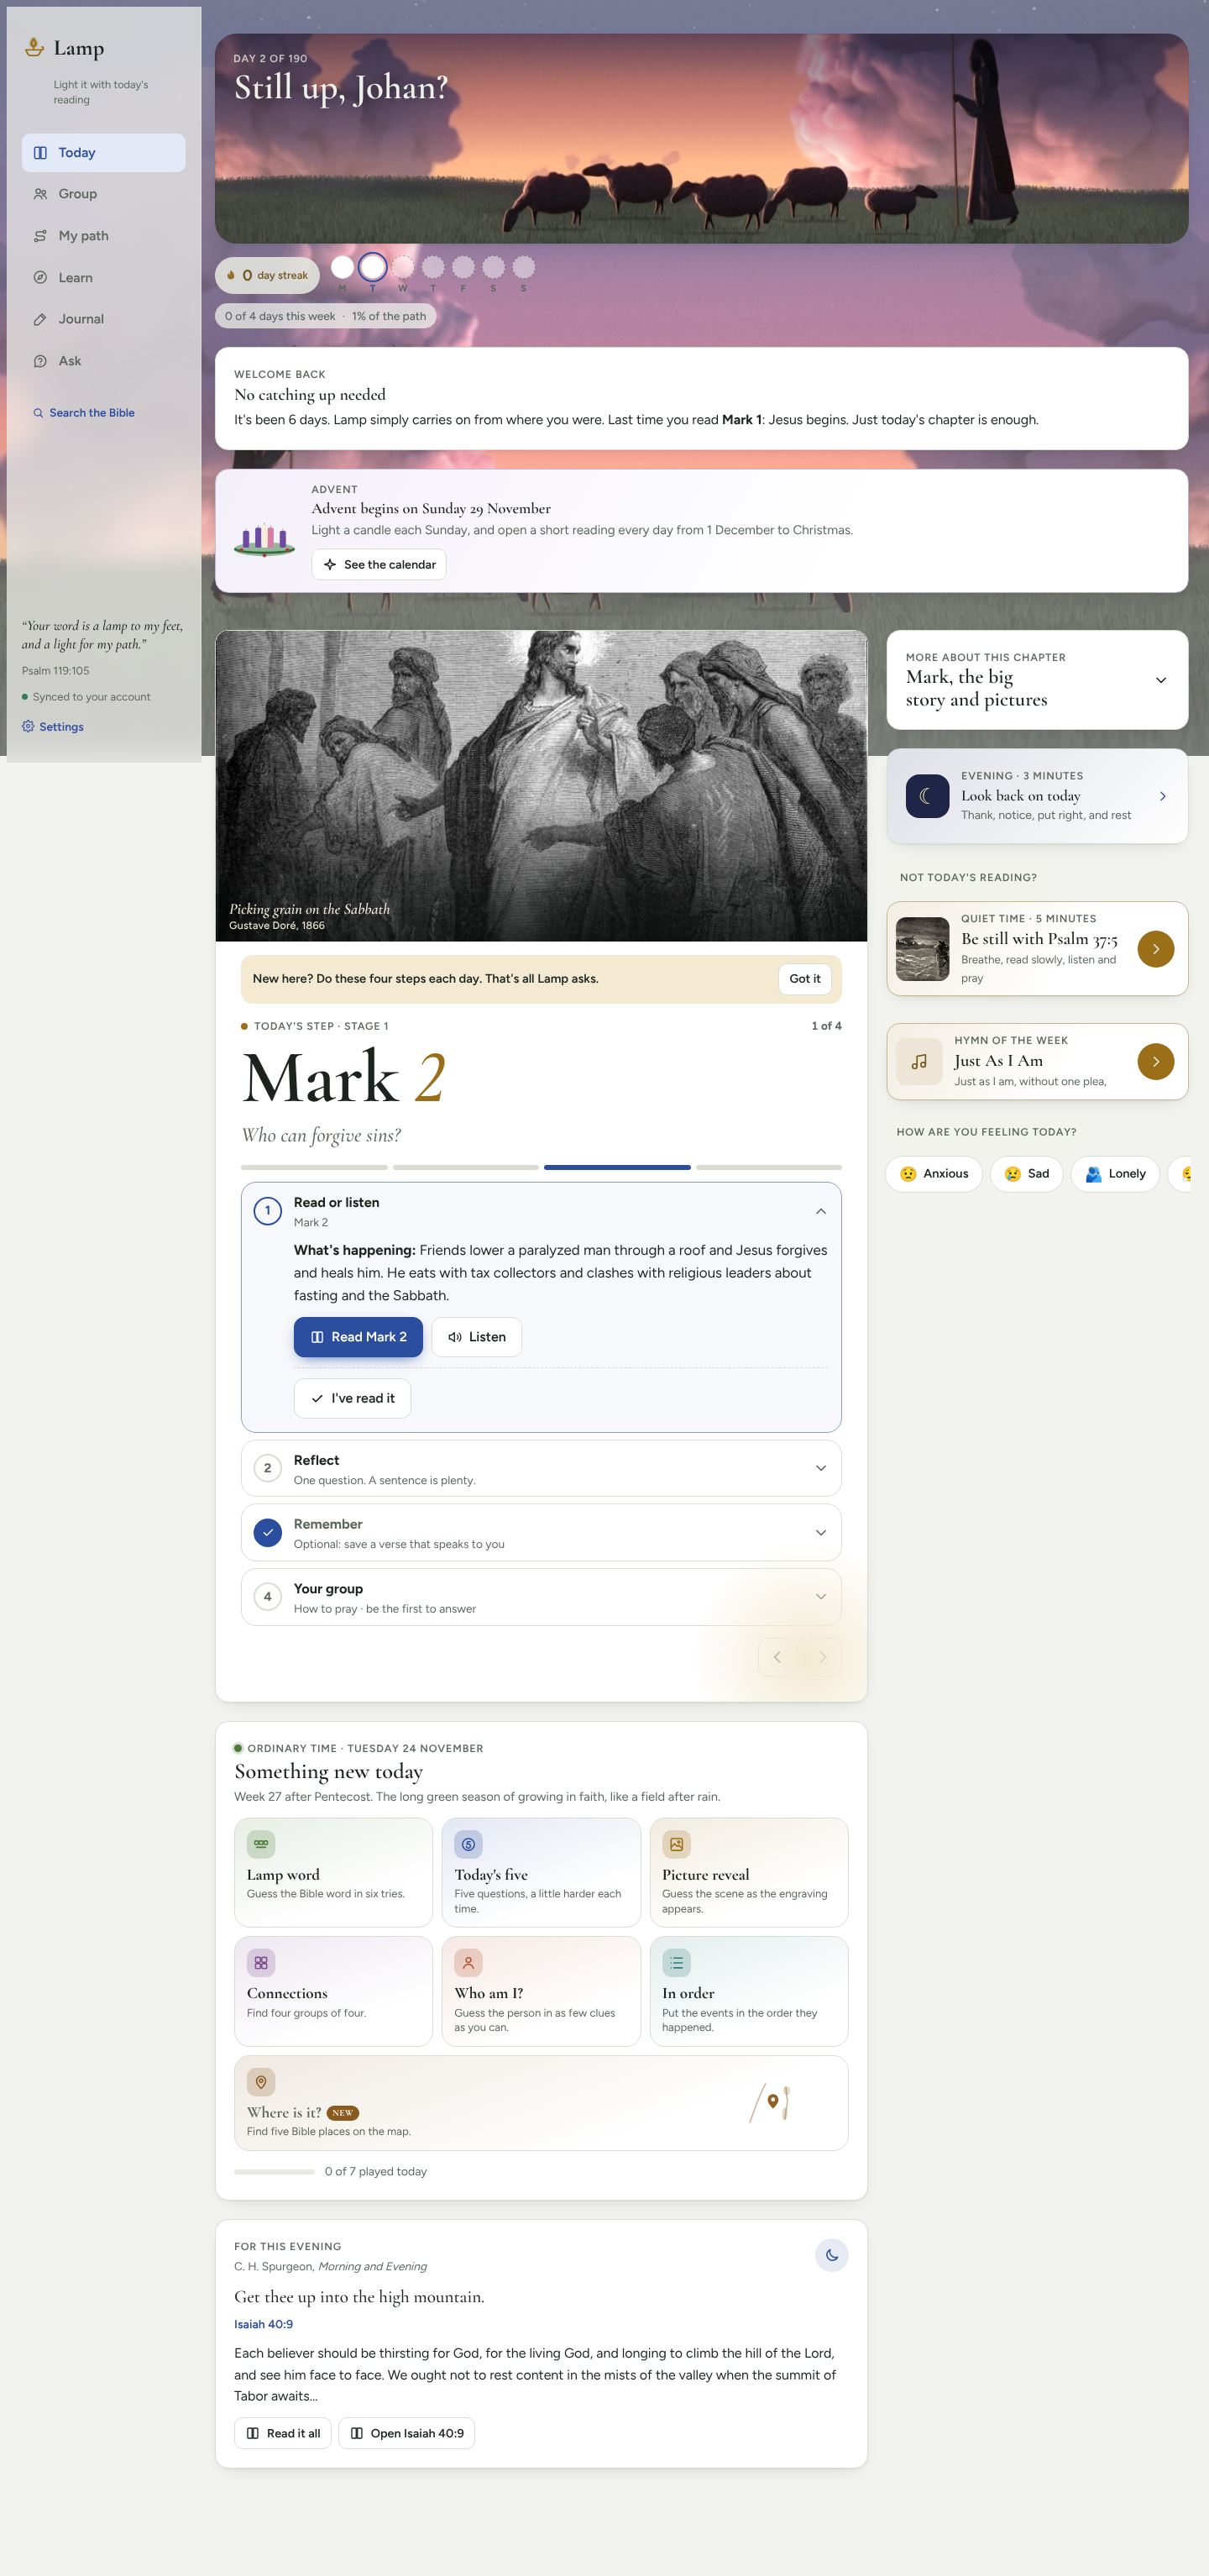 Lamp
Light it with today's
reading
Today
Group
My path
Learn
Journal
Ask
Search the Bible
“Your word is a lamp to my feet,
and a light for my path.”
Psalm 119:105
Synced to your account
Settings
DAY 2 OF 190
Still up, Johan?
0 day streak
M T W T F S S
0 of 4 days this week · 1% of the path
WELCOME BACK
No catching up needed
It's been 6 days. Lamp simply carries on from where you were. Last time you read Mark 1: Jesus begins. Just today's chapter is enough.
ADVENT
Advent begins on Sunday 29 November
Light a candle each Sunday, and open a short reading every day from 1 December to Christmas.
See the calendar
Picking grain on the Sabbath
Gustave Doré, 1866
New here? Do these four steps each day. That's all Lamp asks.
Got it
TODAY'S STEP · STAGE 1
1 of 4
Mark 2
Who can forgive sins?
1
Read or listen
Mark 2
What's happening: Friends lower a paralyzed man through a roof and Jesus forgives
and heals him. He eats with tax collectors and clashes with religious leaders about
fasting and the Sabbath.
Read Mark 2
Listen
I've read it
2
Reflect
One question. A sentence is plenty.
Remember
Optional: save a verse that speaks to you
4
Your group
How to pray · be the first to answer
MORE ABOUT THIS CHAPTER
Mark, the big
story and pictures
EVENING · 3 MINUTES
Look back on today
Thank, notice, put right, and rest
NOT TODAY'S READING?
QUIET TIME · 5 MINUTES
Be still with Psalm 37:5
Breathe, read slowly, listen and
pray
HYMN OF THE WEEK
Just As I Am
Just as I am, without one plea,
HOW ARE YOU FEELING TODAY?
Anxious
Sad
Lonely
ORDINARY TIME · TUESDAY 24 NOVEMBER
Something new today
Week 27 after Pentecost. The long green season of growing in faith, like a field after rain.
Lamp word
Guess the Bible word in six tries.
5
Today's five
Five questions, a little harder each
time.
Picture reveal
Guess the scene as the engraving
appears.
Connections
Find four groups of four.
Who am I?
Guess the person in as few clues
as you can.
In order
Put the events in the order they
happened.
Where is it? NEW
Find five Bible places on the map.
0 of 7 played today
FOR THIS EVENING
C. H. Spurgeon, Morning and Evening
Get thee up into the high mountain.
Isaiah 40:9
Each believer should be thirsting for God, for the living God, and longing to climb the hill of the Lord,
and see him face to face. We ought not to rest content in the mists of the valley when the summit of
Tabor awaits...
Read it all
Open Isaiah 40:9